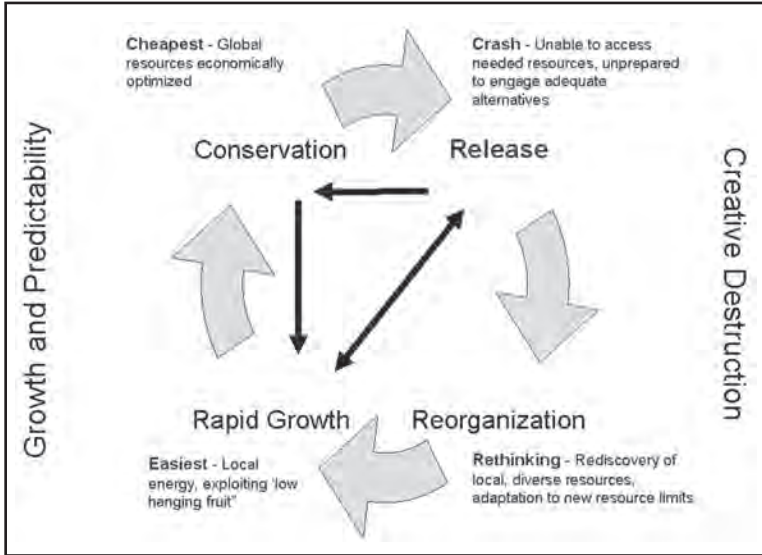 Cheapest - Global
resources economically
optimized
Crash - Unable to access
needed resources, unprepared
to engage adequate
alternatives
Growth and Predictability
Conservation
Release
Creative Destruction
Rapid Growth
Reorganization
Easiest - Local
energy, exploiting 'low
hanging fruit"
Rethinking - Rediscovery of
local, diverse resources,
adaptation to new resource limits